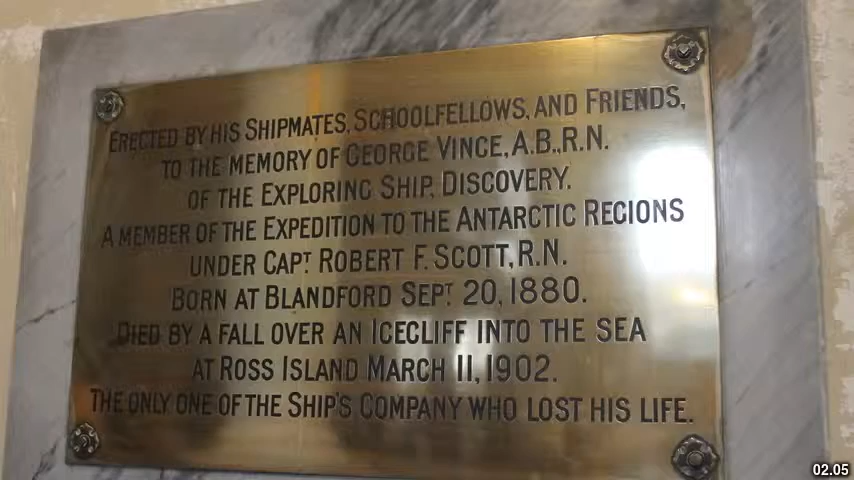 ERECTED BY HIS SHIPMATES, SCHOOLFELLOWS, AND FRIENDS,
TO THE MEMORY OF GEORGE VINCE, A.B., R.N.
OF THE EXPLORING SHIP, DISCOVERY.
A MEMBER OF THE EXPEDITION TO THE ANTARCTIC REGIONS
UNDER CAPT. ROBERT F. SCOTT, R.N.
BORN AT BLANDFORD SEPT. 20, 1880.
DIED BY A FALL OVER AN ICECLIFF INTO THE SEA
AT ROSS ISLAND MARCH 11, 1902.
THE ONLY ONE OF THE SHIP'S COMPANY WHO LOST HIS LIFE.
02.05